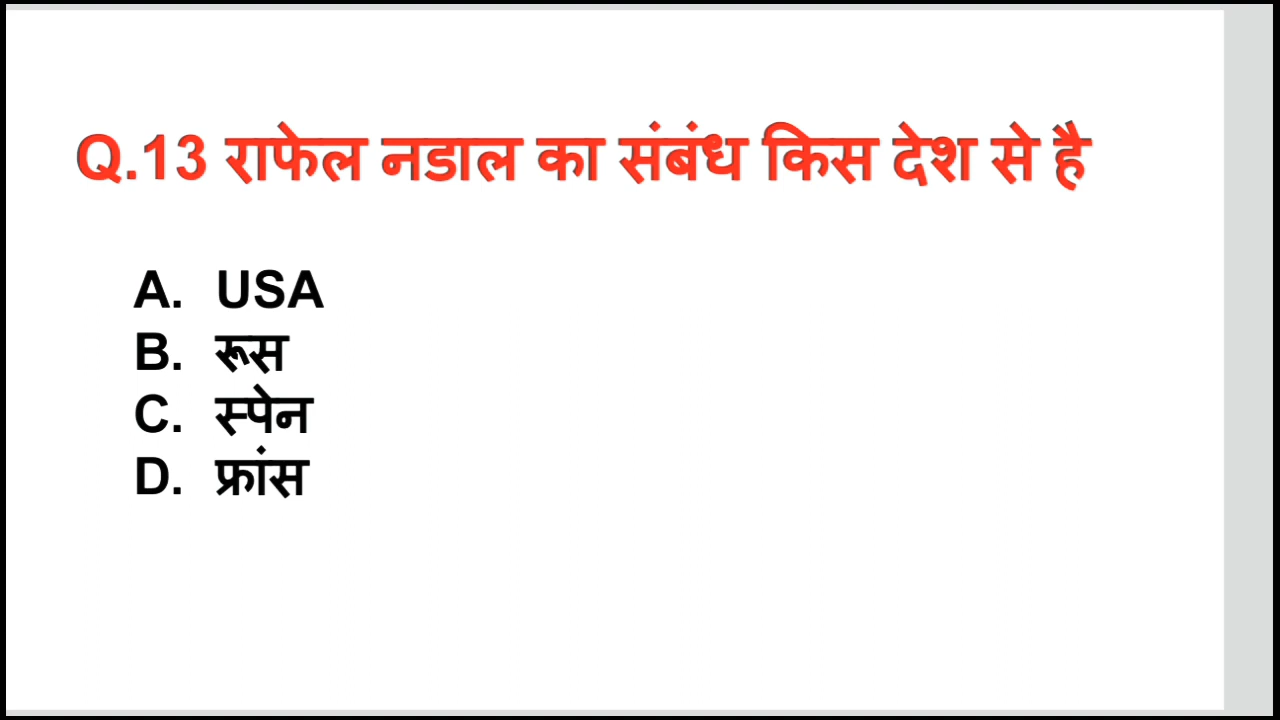 Q.13 राफेल नडाल का संबंध किस देश से है
A. USA
B. रूस
C. स्पेन
D. फ्रांस